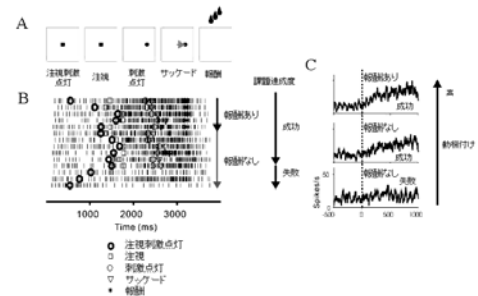 A
注視刺激
点灯
注視
刺激
点灯
サッケード
報酬
B
報酬あり
報酬なし
課題達成度
成功
失敗
1000
2000
3000
Time (ms)
注視刺激点灯
注視
刺激点灯
サッケード
報酬
C
報酬あり
成功
報酬なし
成功
報酬なし
失敗
50
Spikes/s
0
-500
0
500
1000
高
動機付け